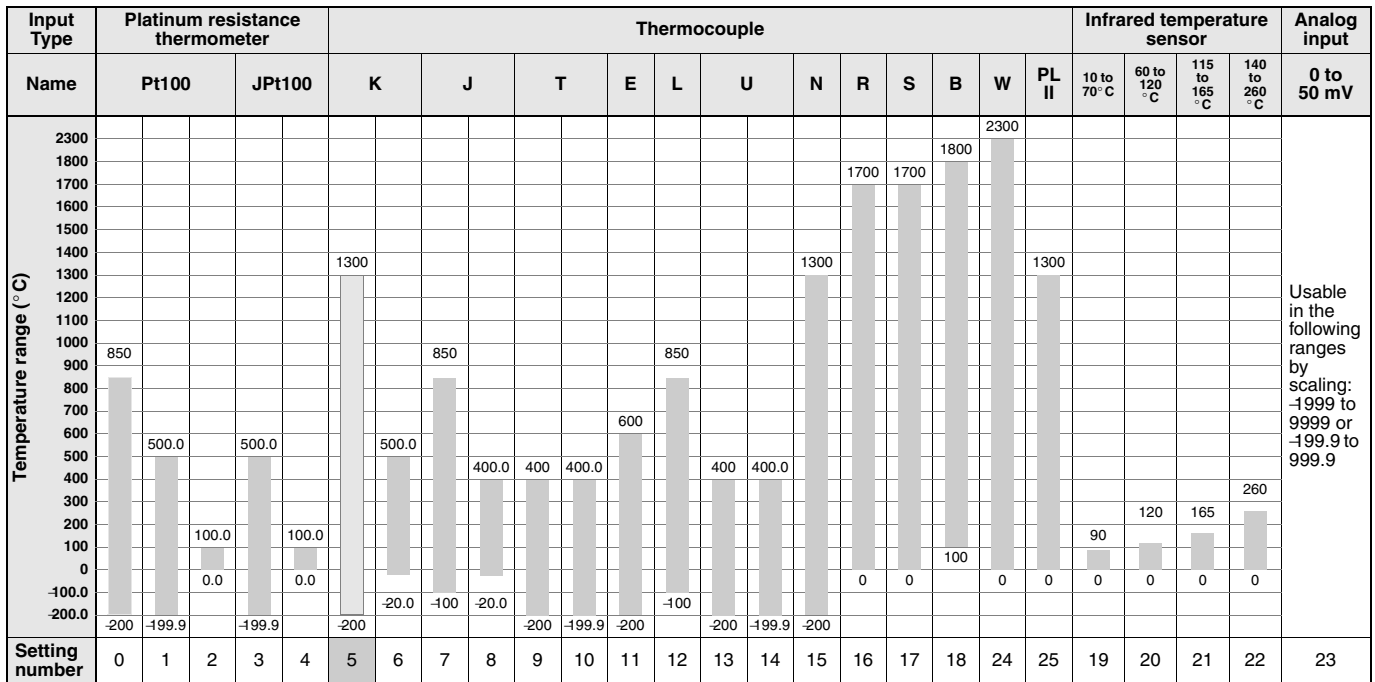 Input Type
Platinum resistance thermometer
Thermocouple
Infrared temperature sensor
Analog input
Name
Pt100
JPt100
K
J
T
E
L
U
N
R
S
B
W
PL II
10 to 70°C
60 to 120 °C
115 to 165 °C
140 to 260 °C
0 to 50 mV
Temperature range (°C)
2300
1800
1700
1600
1500
1400
1300
1200
1100
1000
900
800
700
600
500
400
300
200
100
0
-100.0
-200.0
850
-200
500.0
-199.9
100.0
0.0
500.0
-199.9
100.0
0.0
1300
-200
500.0
-20.0
850
-100
400.0
-20.0
400
-200
400.0
-199.9
600
-200
850
-100
400
-200
400.0
-199.9
1300
-200
1700
0
1700
0
1800
100
2300
0
1300
0
90
0
120
0
165
0
260
0
Usable
in the
following
ranges
by
scaling:
-1999 to
9999 or
-199.9 to
999.9
Setting number
0 1 2 3 4 5 6 7 8 9 10 11 12 13 14 15 16 17 18 24 25 19 20 21 22 23